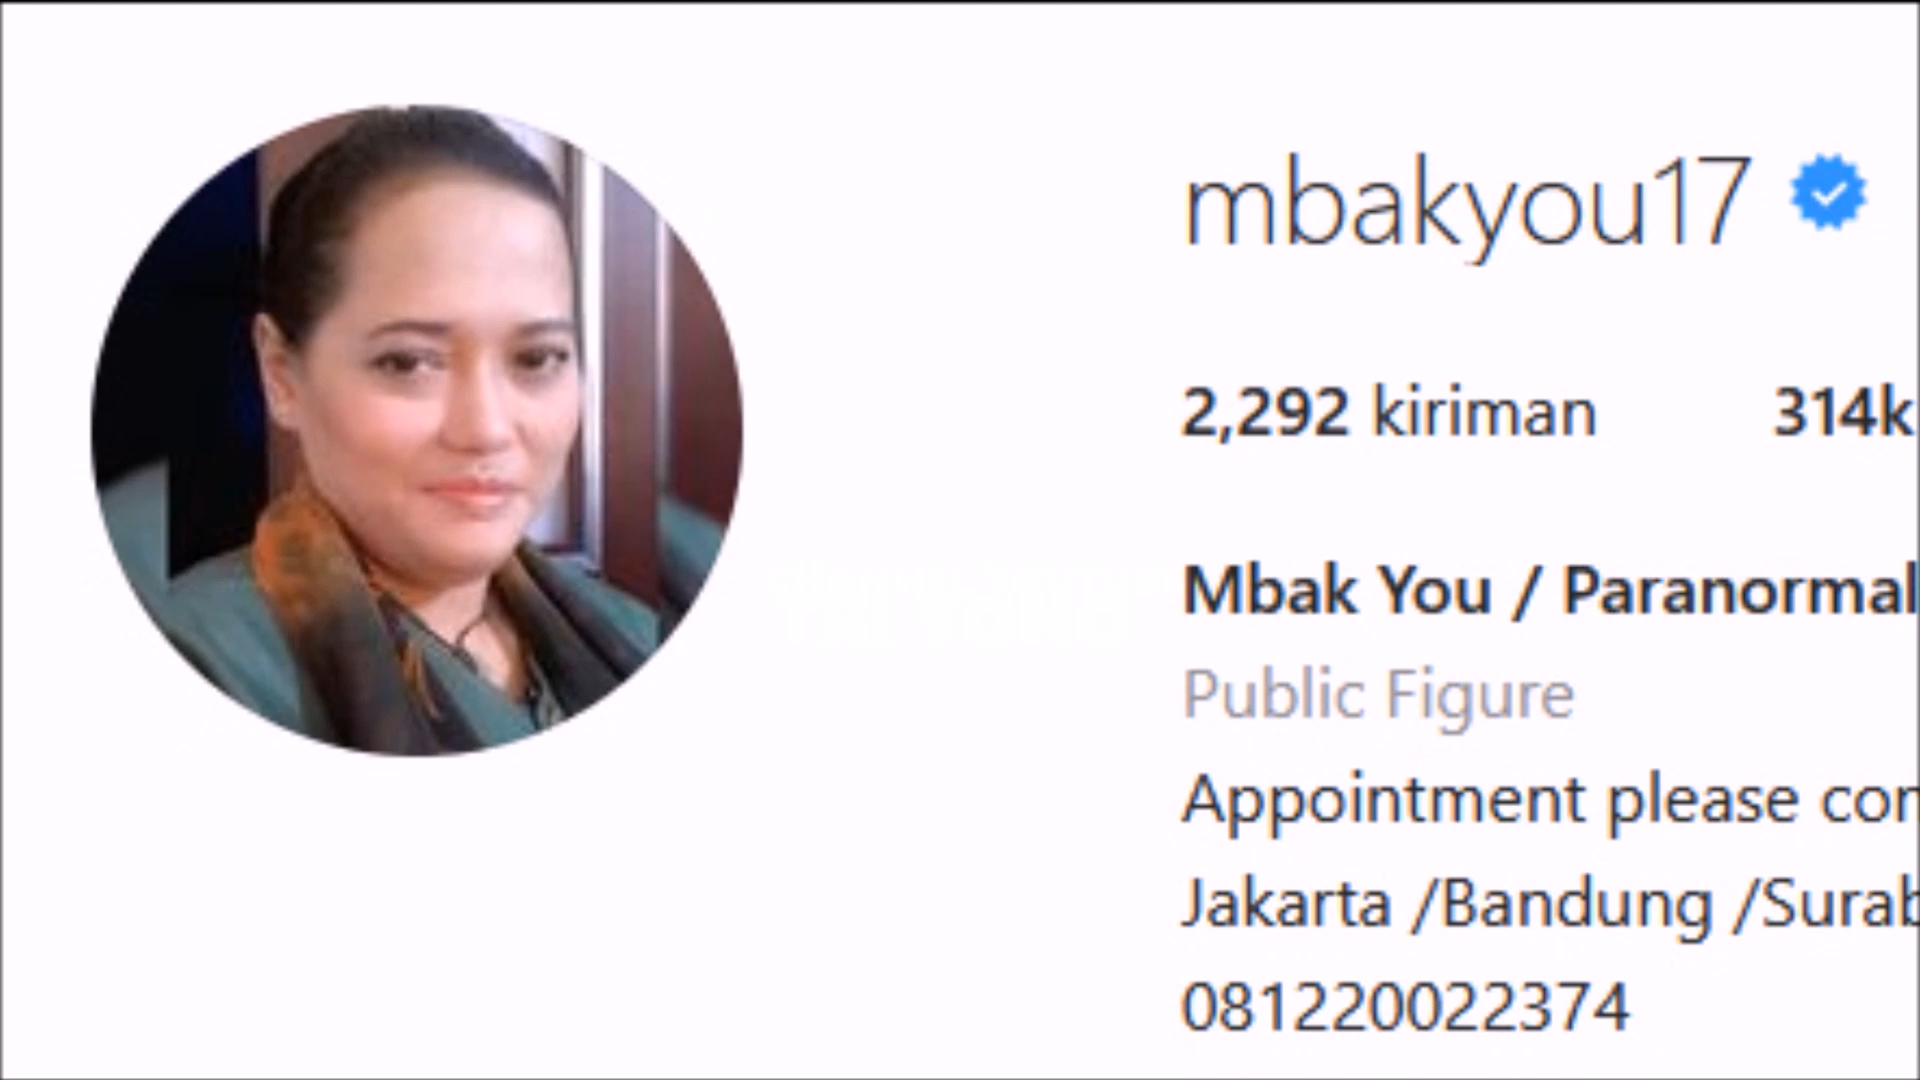 mbakyou17
2,292 kiriman 314k
Mbak You / Paranormal
Public Figure
Appointment please con
Jakarta /Bandung /Surab
081220022374